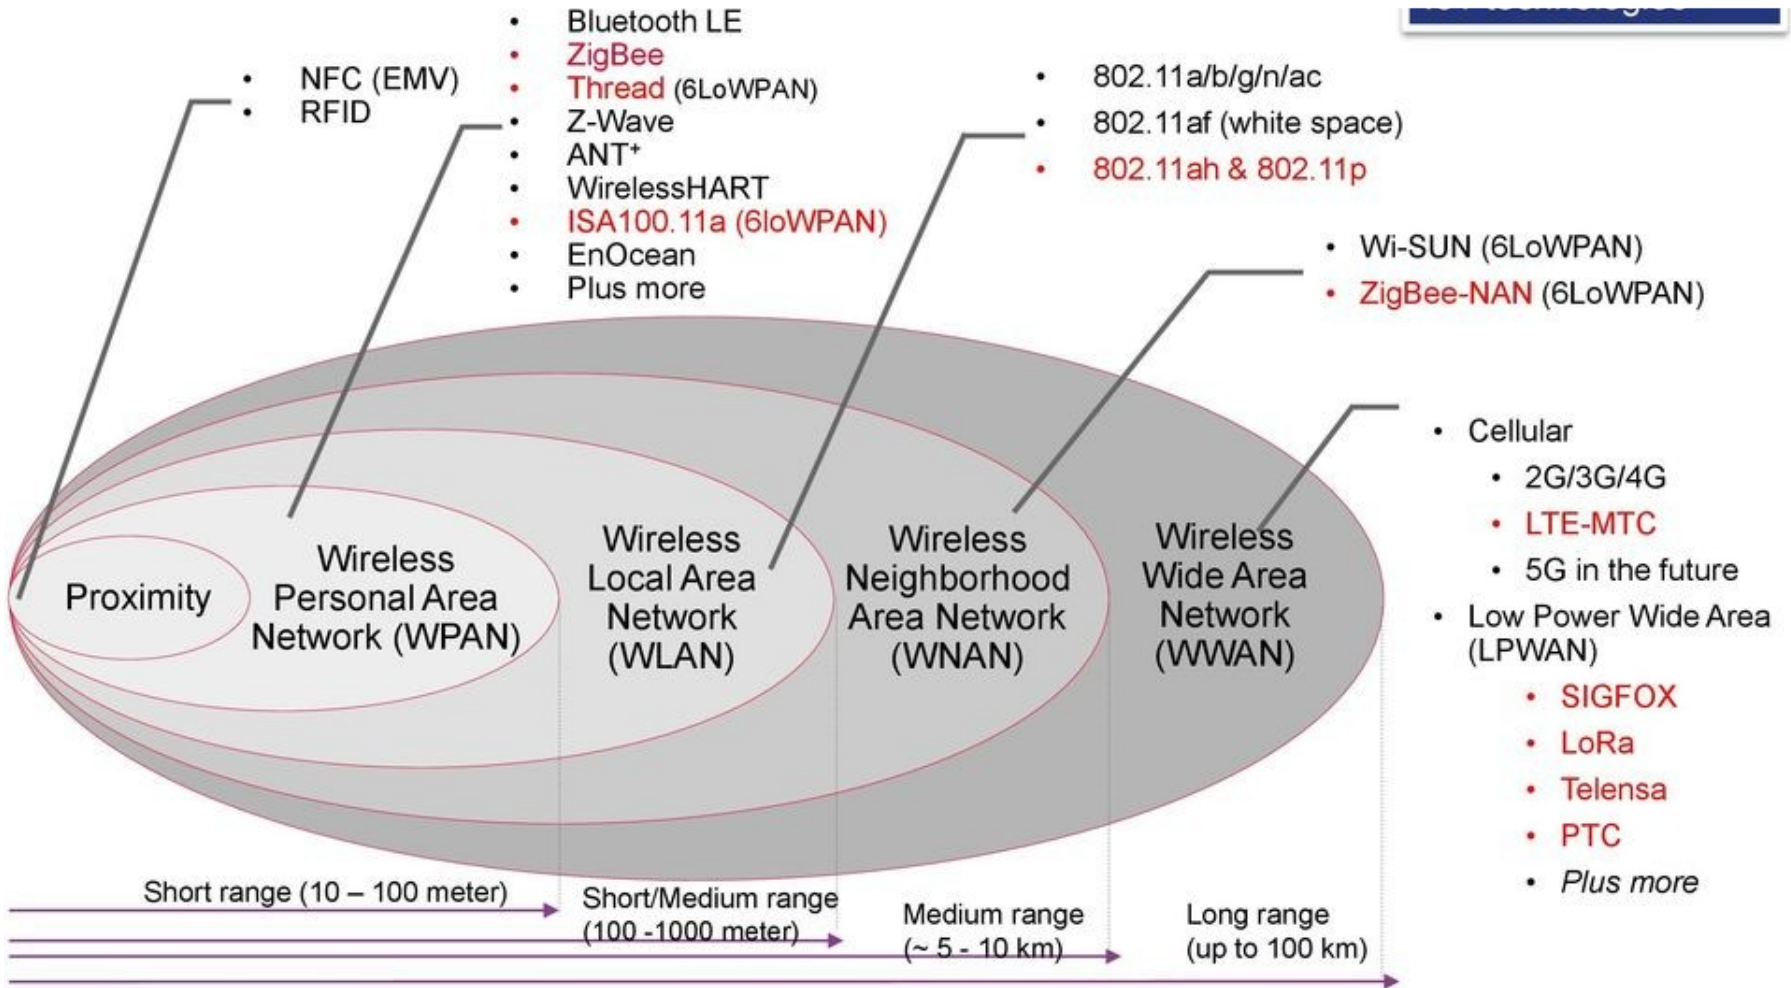 technologies
• NFC (EMV)
• RFID
• Bluetooth LE
• ZigBee
• Thread (6LoWPAN)
• Z-Wave
• ANT⁺
• WirelessHART
• ISA100.11a (6loWPAN)
• EnOcean
• Plus more
• 802.11a/b/g/n/ac
• 802.11af (white space)
• 802.11ah & 802.11p
• Wi-SUN (6LoWPAN)
• ZigBee-NAN (6LoWPAN)
• Cellular
• 2G/3G/4G
• LTE-MTC
• 5G in the future
• Low Power Wide Area
(LPWAN)
• SIGFOX
• LoRa
• Telensa
• PTC
• Plus more
Proximity
Wireless
Personal Area
Network (WPAN)
Wireless
Local Area
Network
(WLAN)
Wireless
Neighborhood
Area Network
(WNAN)
Wireless
Wide Area
Network
(WWAN)
Short range (10 – 100 meter)
Short/Medium range
(100 -1000 meter)
Medium range
(~ 5 - 10 km)
Long range
(up to 100 km)